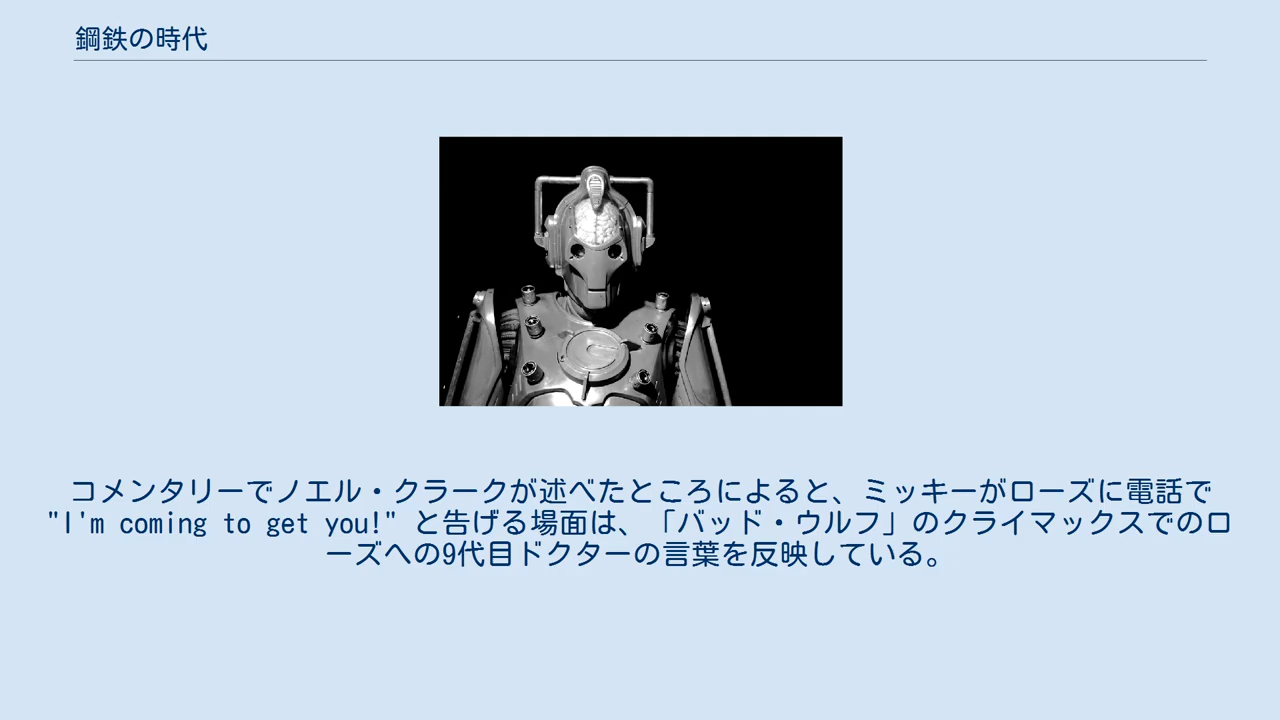 鋼鉄の時代
コメンタリーでノエル・クラークが述べたところによると、ミッキーがローズに電話で
"I'm coming to get you!" と告げる場面は、「バッド・ウルフ」のクライマックスでのロ
ーズへの9代目ドクターの言葉を反映している。